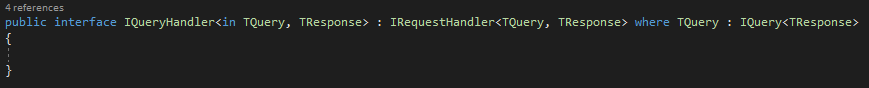 4 references
public interface IQueryHandler<in TQuery, TResponse> : IRequestHandler<TQuery, TResponse> where TQuery : IQuery<TResponse>
{
}